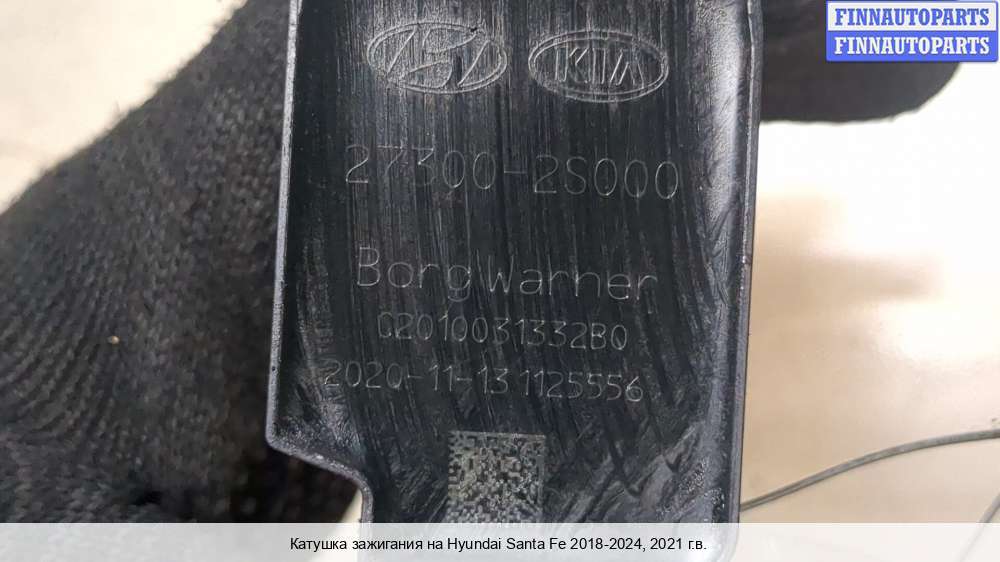 FINNAUTOPARTS
FINNAUTOPARTS
KIA
27300-2S000
BorgWarner
C2010031332B0
2020-11-13 1125556
Катушка зажигания на Hyundai Santa Fe 2018-2024, 2021 г.в.